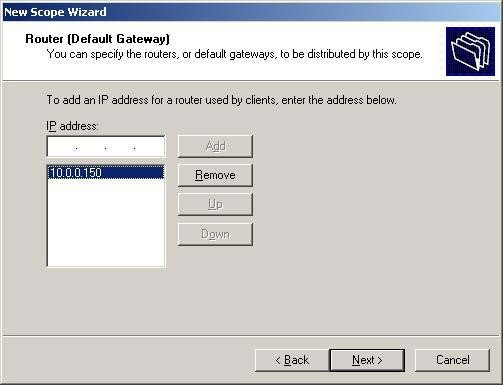 New Scope Wizard
Router (Default Gateway)
You can specify the routers, or default gateways, to be distributed by this scope.
To add an IP address for a router used by clients, enter the address below.
IP address:
. . .
Add
10.0.0.150
Remove
Up
Down
< Back
Next >
Cancel